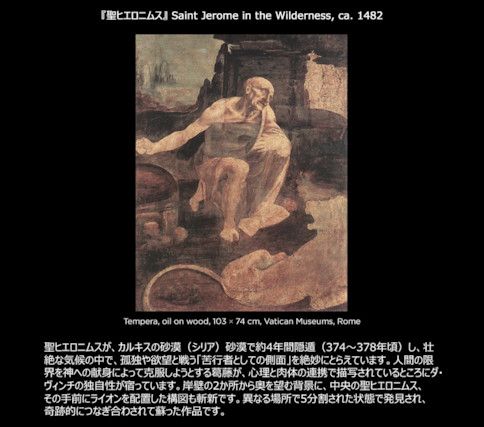 『聖ヒエロニムス』 Saint Jerome in the Wilderness, ca. 1482
Tempera, oil on wood, 103 × 74 cm, Vatican Museums, Rome
聖ヒエロニムスが、カルキスの砂漠（シリア）砂漠で約4年間隠遁（374～378年頃）し、壮
絶な気候の中で、孤独や欲望と戦う「苦行者としての側面」を絶妙にとらえています。人間の限
界を神への献身によって克服しようとする葛藤が、心理と肉体の連携で描写されているところにダ・
ヴィンチの独自性が宿っています。岸壁の2か所から奥を望む背景に、中央の聖ヒエロニムス、
その手前にライオンを配置した構図も斬新です。異なる場所で5分割された状態で発見され、
奇跡的につなぎ合わされて蘇った作品です。